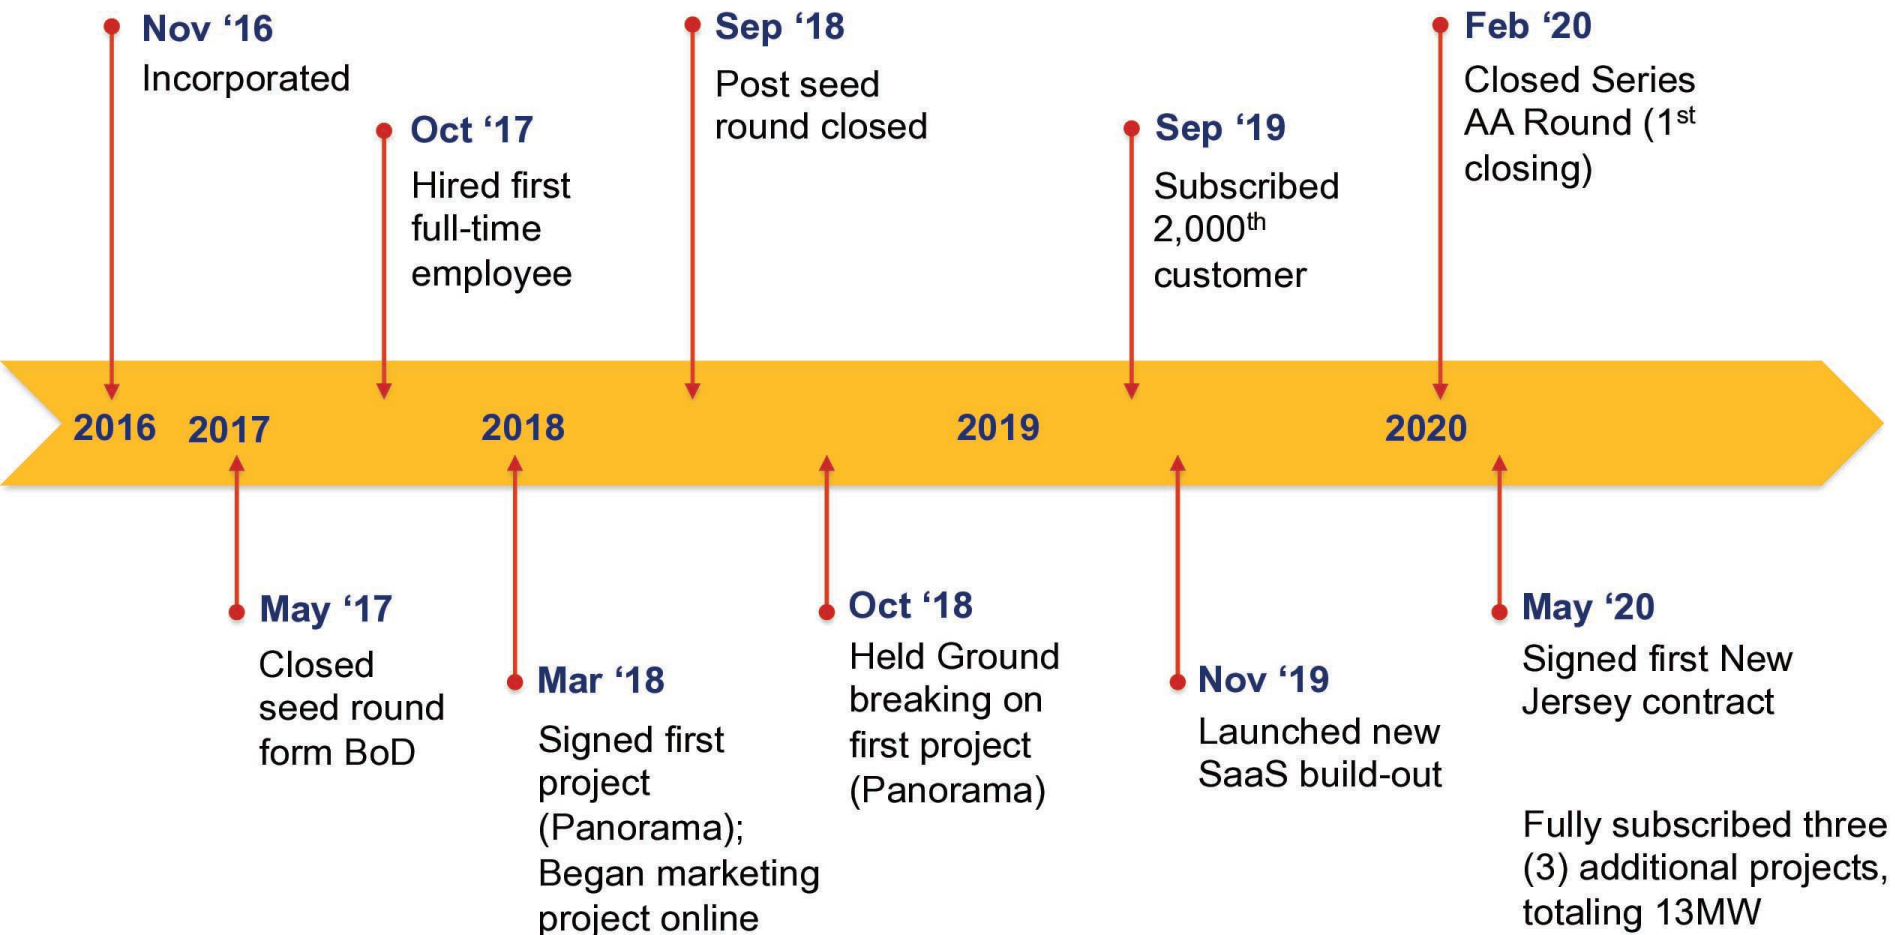 Nov ‘16
Incorporated
Oct ‘17
Hired first
full-time
employee
Sep ‘18
Post seed
round closed
Sep ‘19
Subscribed
2,000th
customer
Feb ‘20
Closed Series
AA Round (1st
closing)
2016
2017
2018
2019
2020
May ‘17
Closed
seed round
form BoD
Mar ‘18
Signed first
project
(Panorama);
Began marketing
project online
Oct ‘18
Held Ground
breaking on
first project
(Panorama)
Nov ‘19
Launched new
SaaS build-out
May ‘20
Signed first New
Jersey contract
Fully subscribed three
(3) additional projects,
totaling 13MW